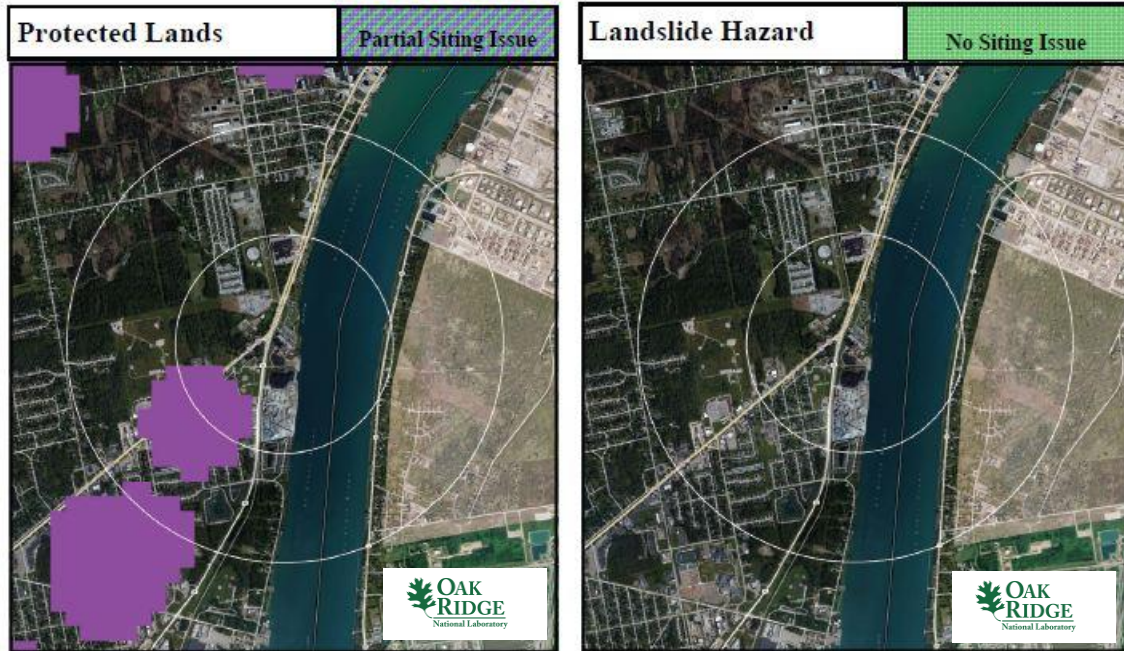 Protected Lands
Partial Siting Issue
Landslide Hazard
No Siting Issue
OAK
RIDGE
National Laboratory
OAK
RIDGE
National Laboratory